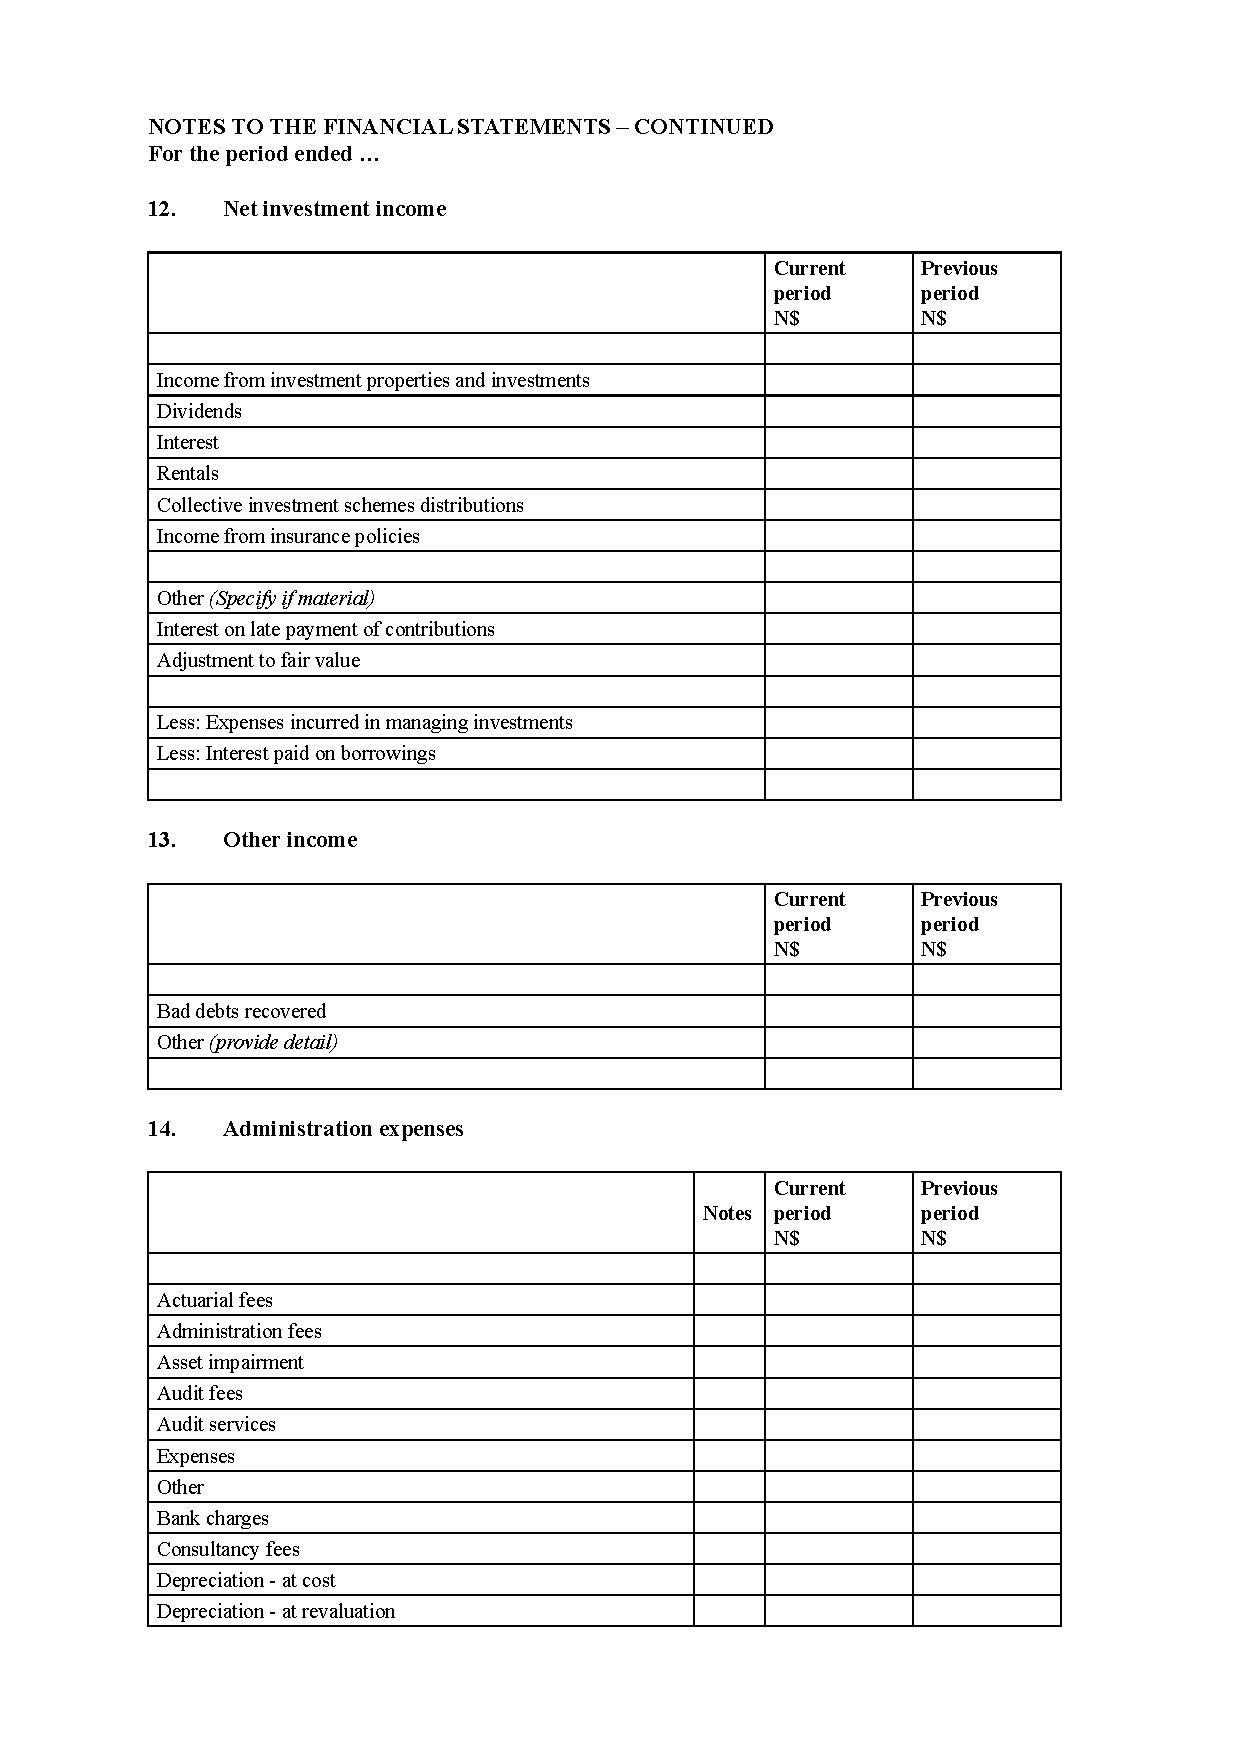 NOTES TO THE FINANCIAL STATEMENTS – CONTINUED
For the period ended …
12. Net investment income
Current period N$ Previous period N$
Income from investment properties and investments
Dividends
Interest
Rentals
Collective investment schemes distributions
Income from insurance policies
Other (Specify if material)
Interest on late payment of contributions
Adjustment to fair value
Less: Expenses incurred in managing investments
Less: Interest paid on borrowings
13. Other income
Current period N$ Previous period N$
Bad debts recovered
Other (provide detail)
14. Administration expenses
Notes Current period N$ Previous period N$
Actuarial fees
Administration fees
Asset impairment
Audit fees
Audit services
Expenses
Other
Bank charges
Consultancy fees
Depreciation - at cost
Depreciation - at revaluation